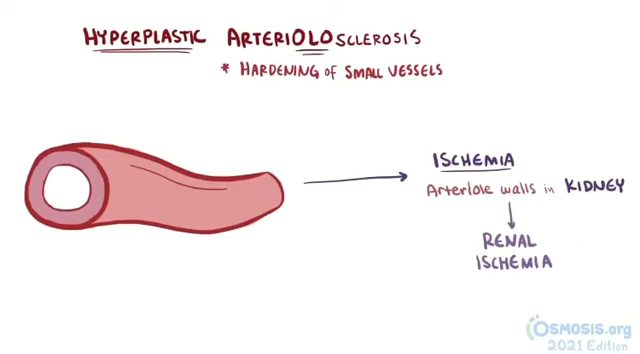 HYPERPLASTIC ARTERIOLOSCLEROSIS
* HARDENING OF SMALL VESSELS
ISCHEMIA
Arteriole walls in KIDNEY
RENAL
ISCHEMIA
OSMOSIS.org
2021 Edition